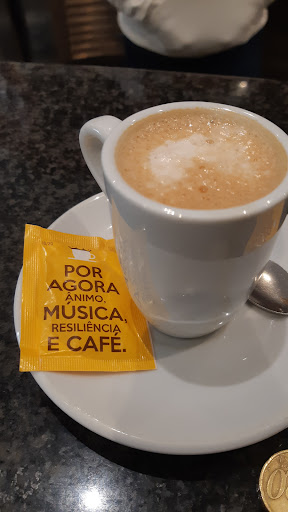 POR
AGORA
ÂNIMO,
MÚSICA,
RESILIÊNCIA
E CAFÉ.